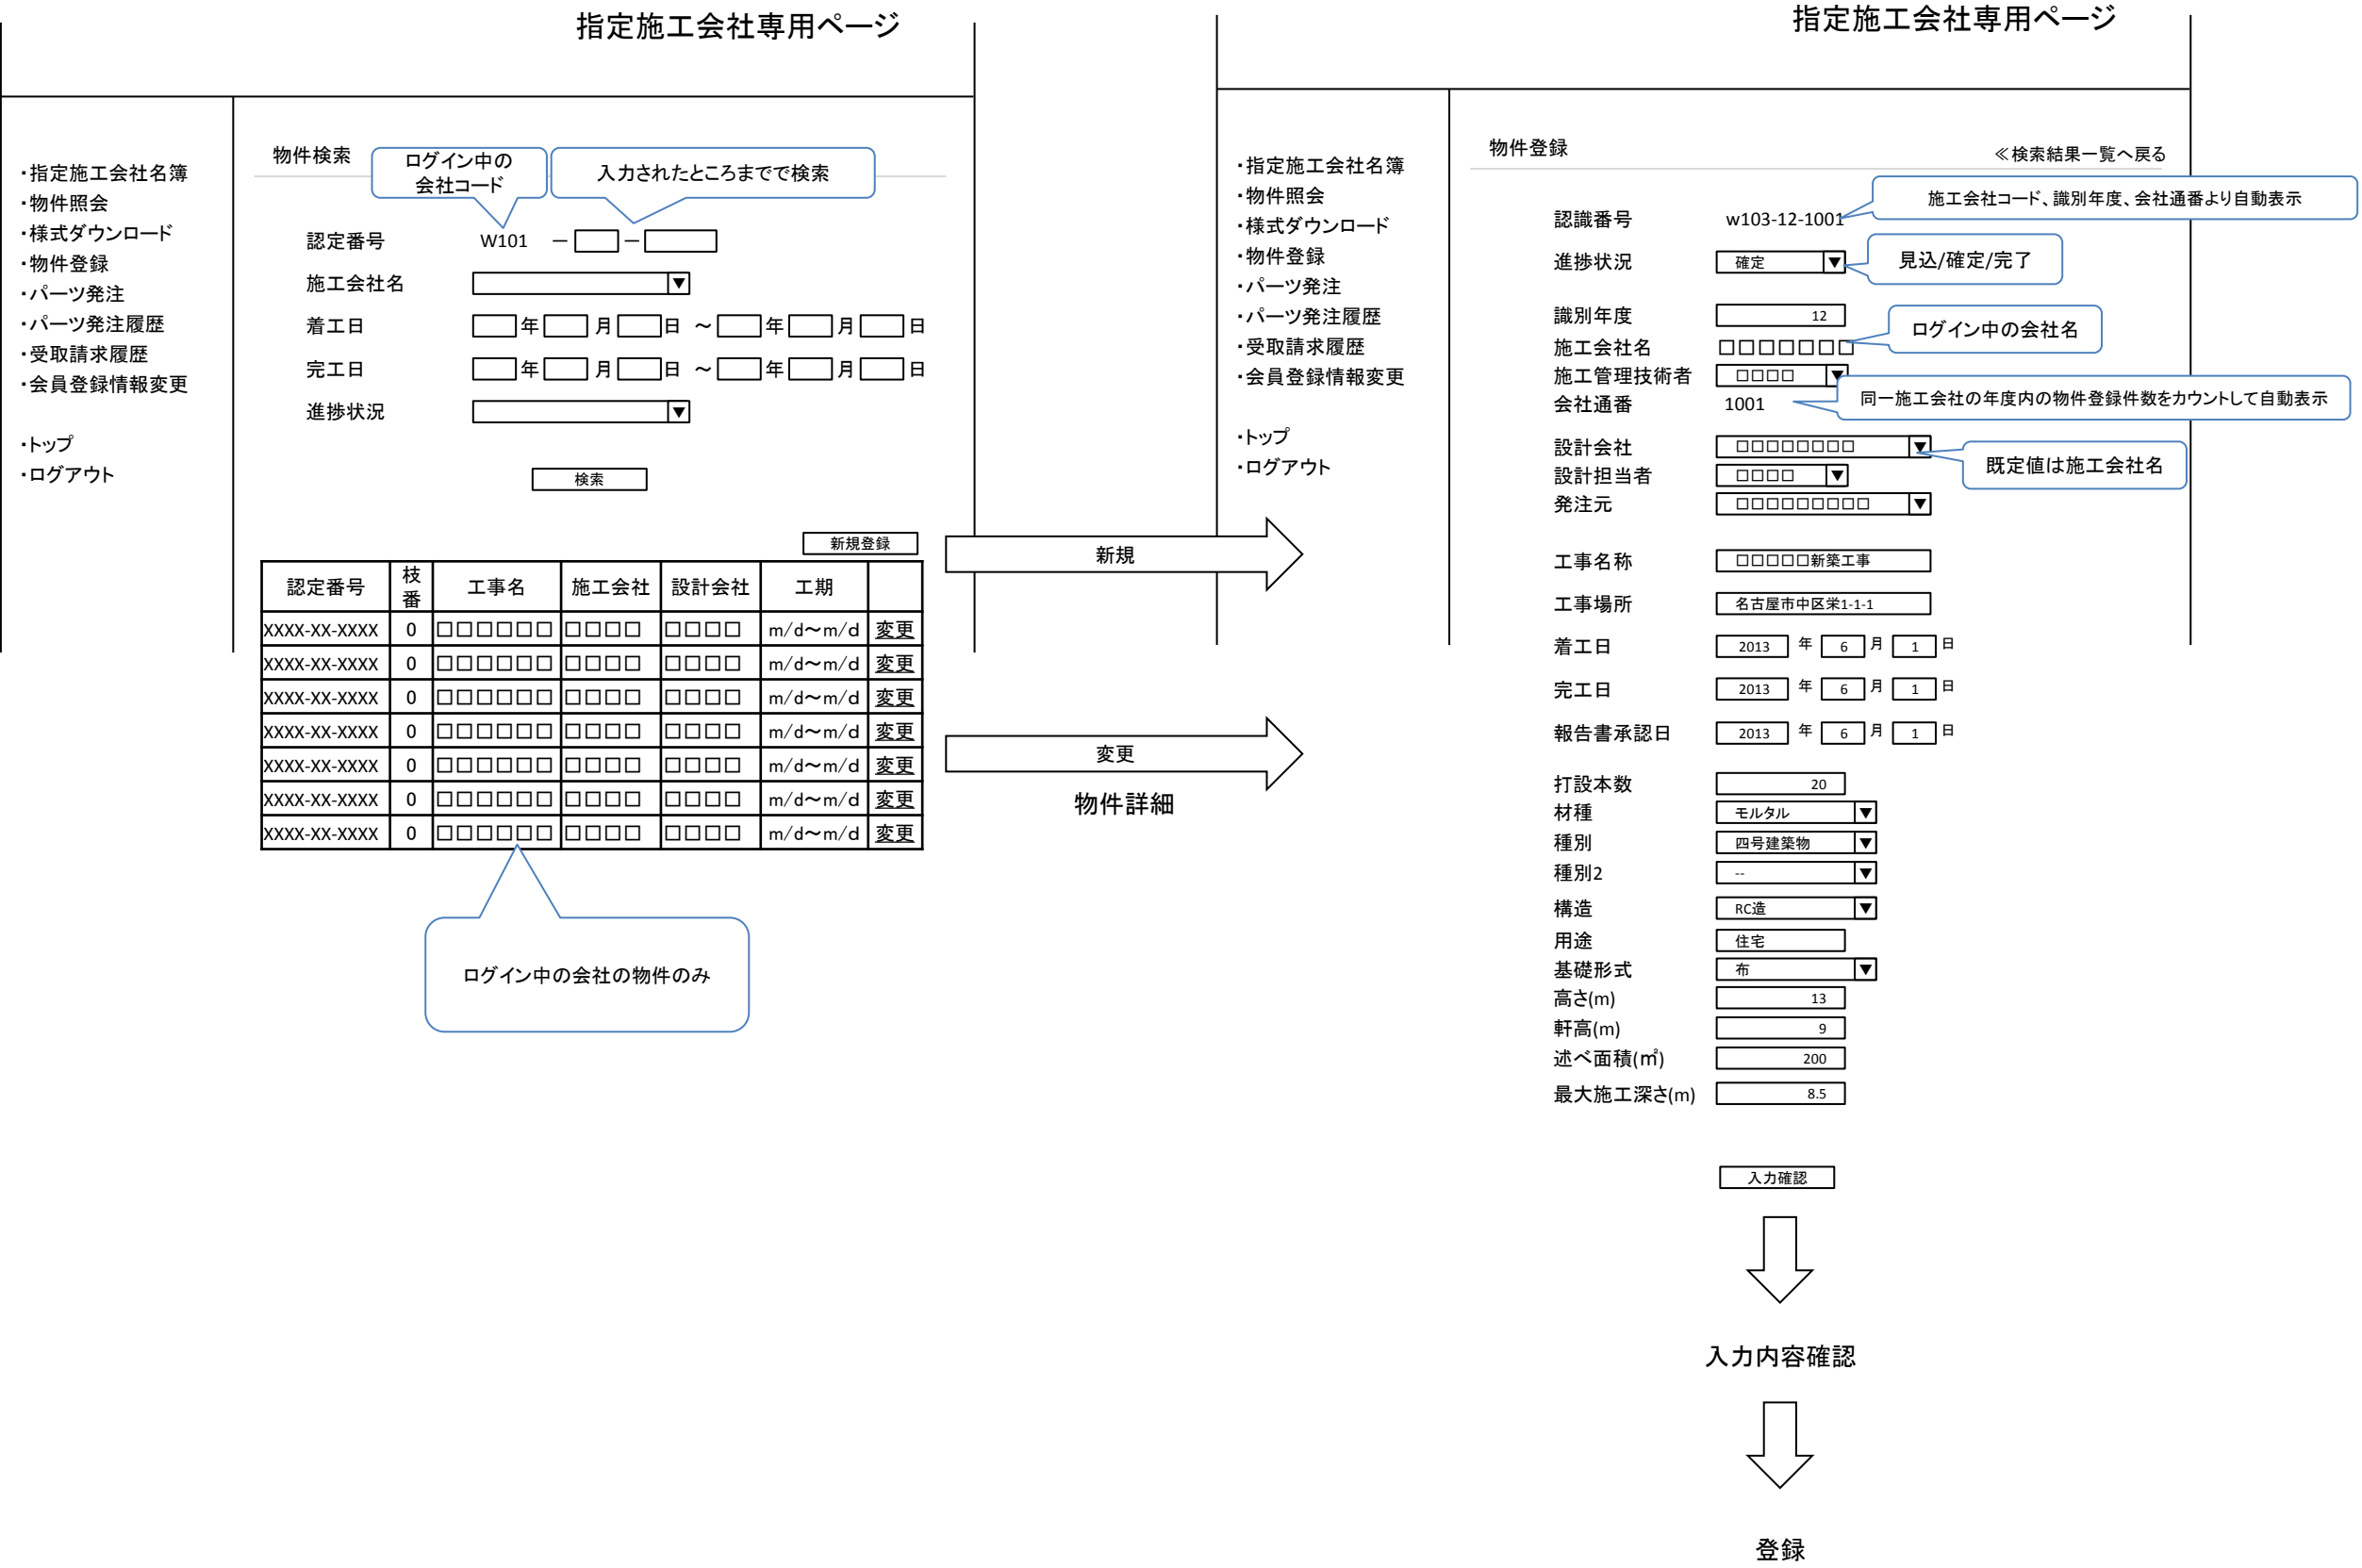 指定施工会社専用ページ
・指定施工会社名簿
・物件照会
・様式ダウンロード
・物件登録
・パーツ発注
・パーツ発注履歴
・受取請求履歴
・会員登録情報変更
・トップ
・ログアウト
物件検索
ログイン中の
会社コード
入力されたところまでで検索
認定番号 W101 ー ー
施工会社名 ▼
着工日 年 月 日 ～ 年 月 日
完工日 年 月 日 ～ 年 月 日
進捗状況 ▼
検索
新規登録
認定番号 枝番 工事名 施工会社 設計会社 工期
XXXX-XX-XXXX 0 □□□□□□ □□□□ □□□□ m/d～m/d 変更
XXXX-XX-XXXX 0 □□□□□□ □□□□ □□□□ m/d～m/d 変更
XXXX-XX-XXXX 0 □□□□□□ □□□□ □□□□ m/d～m/d 変更
XXXX-XX-XXXX 0 □□□□□□ □□□□ □□□□ m/d～m/d 変更
XXXX-XX-XXXX 0 □□□□□□ □□□□ □□□□ m/d～m/d 変更
XXXX-XX-XXXX 0 □□□□□□ □□□□ □□□□ m/d～m/d 変更
XXXX-XX-XXXX 0 □□□□□□ □□□□ □□□□ m/d～m/d 変更
ログイン中の会社の物件のみ
新規
変更
物件詳細
指定施工会社専用ページ
・指定施工会社名簿
・物件照会
・様式ダウンロード
・物件登録
・パーツ発注
・パーツ発注履歴
・受取請求履歴
・会員登録情報変更
・トップ
・ログアウト
物件登録
≪検索結果一覧へ戻る
認識番号 w103-12-1001
施工会社コード、識別年度、会社通番より自動表示
進捗状況 確定 ▼
見込/確定/完了
識別年度 12
ログイン中の会社名
施工会社名 □□□□□□□
施工管理技術者 □□□□ ▼
会社通番 1001
同一施工会社の年度内の物件登録件数をカウントして自動表示
設計会社 □□□□□□□□ ▼
既定値は施工会社名
設計担当者 □□□□ ▼
発注元 □□□□□□□□□ ▼
工事名称 □□□□□新築工事
工事場所 名古屋市中区栄1-1-1
着工日 2013 年 6 月 1 日
完工日 2013 年 6 月 1 日
報告書承認日 2013 年 6 月 1 日
打設本数 20
材種 モルタル ▼
種別 四号建築物 ▼
種別2 -- ▼
構造 RC造 ▼
用途 住宅
基礎形式 布 ▼
高さ(m) 13
軒高(m) 9
述べ面積(㎡) 200
最大施工深さ(m) 8.5
入力確認
入力内容確認
登録